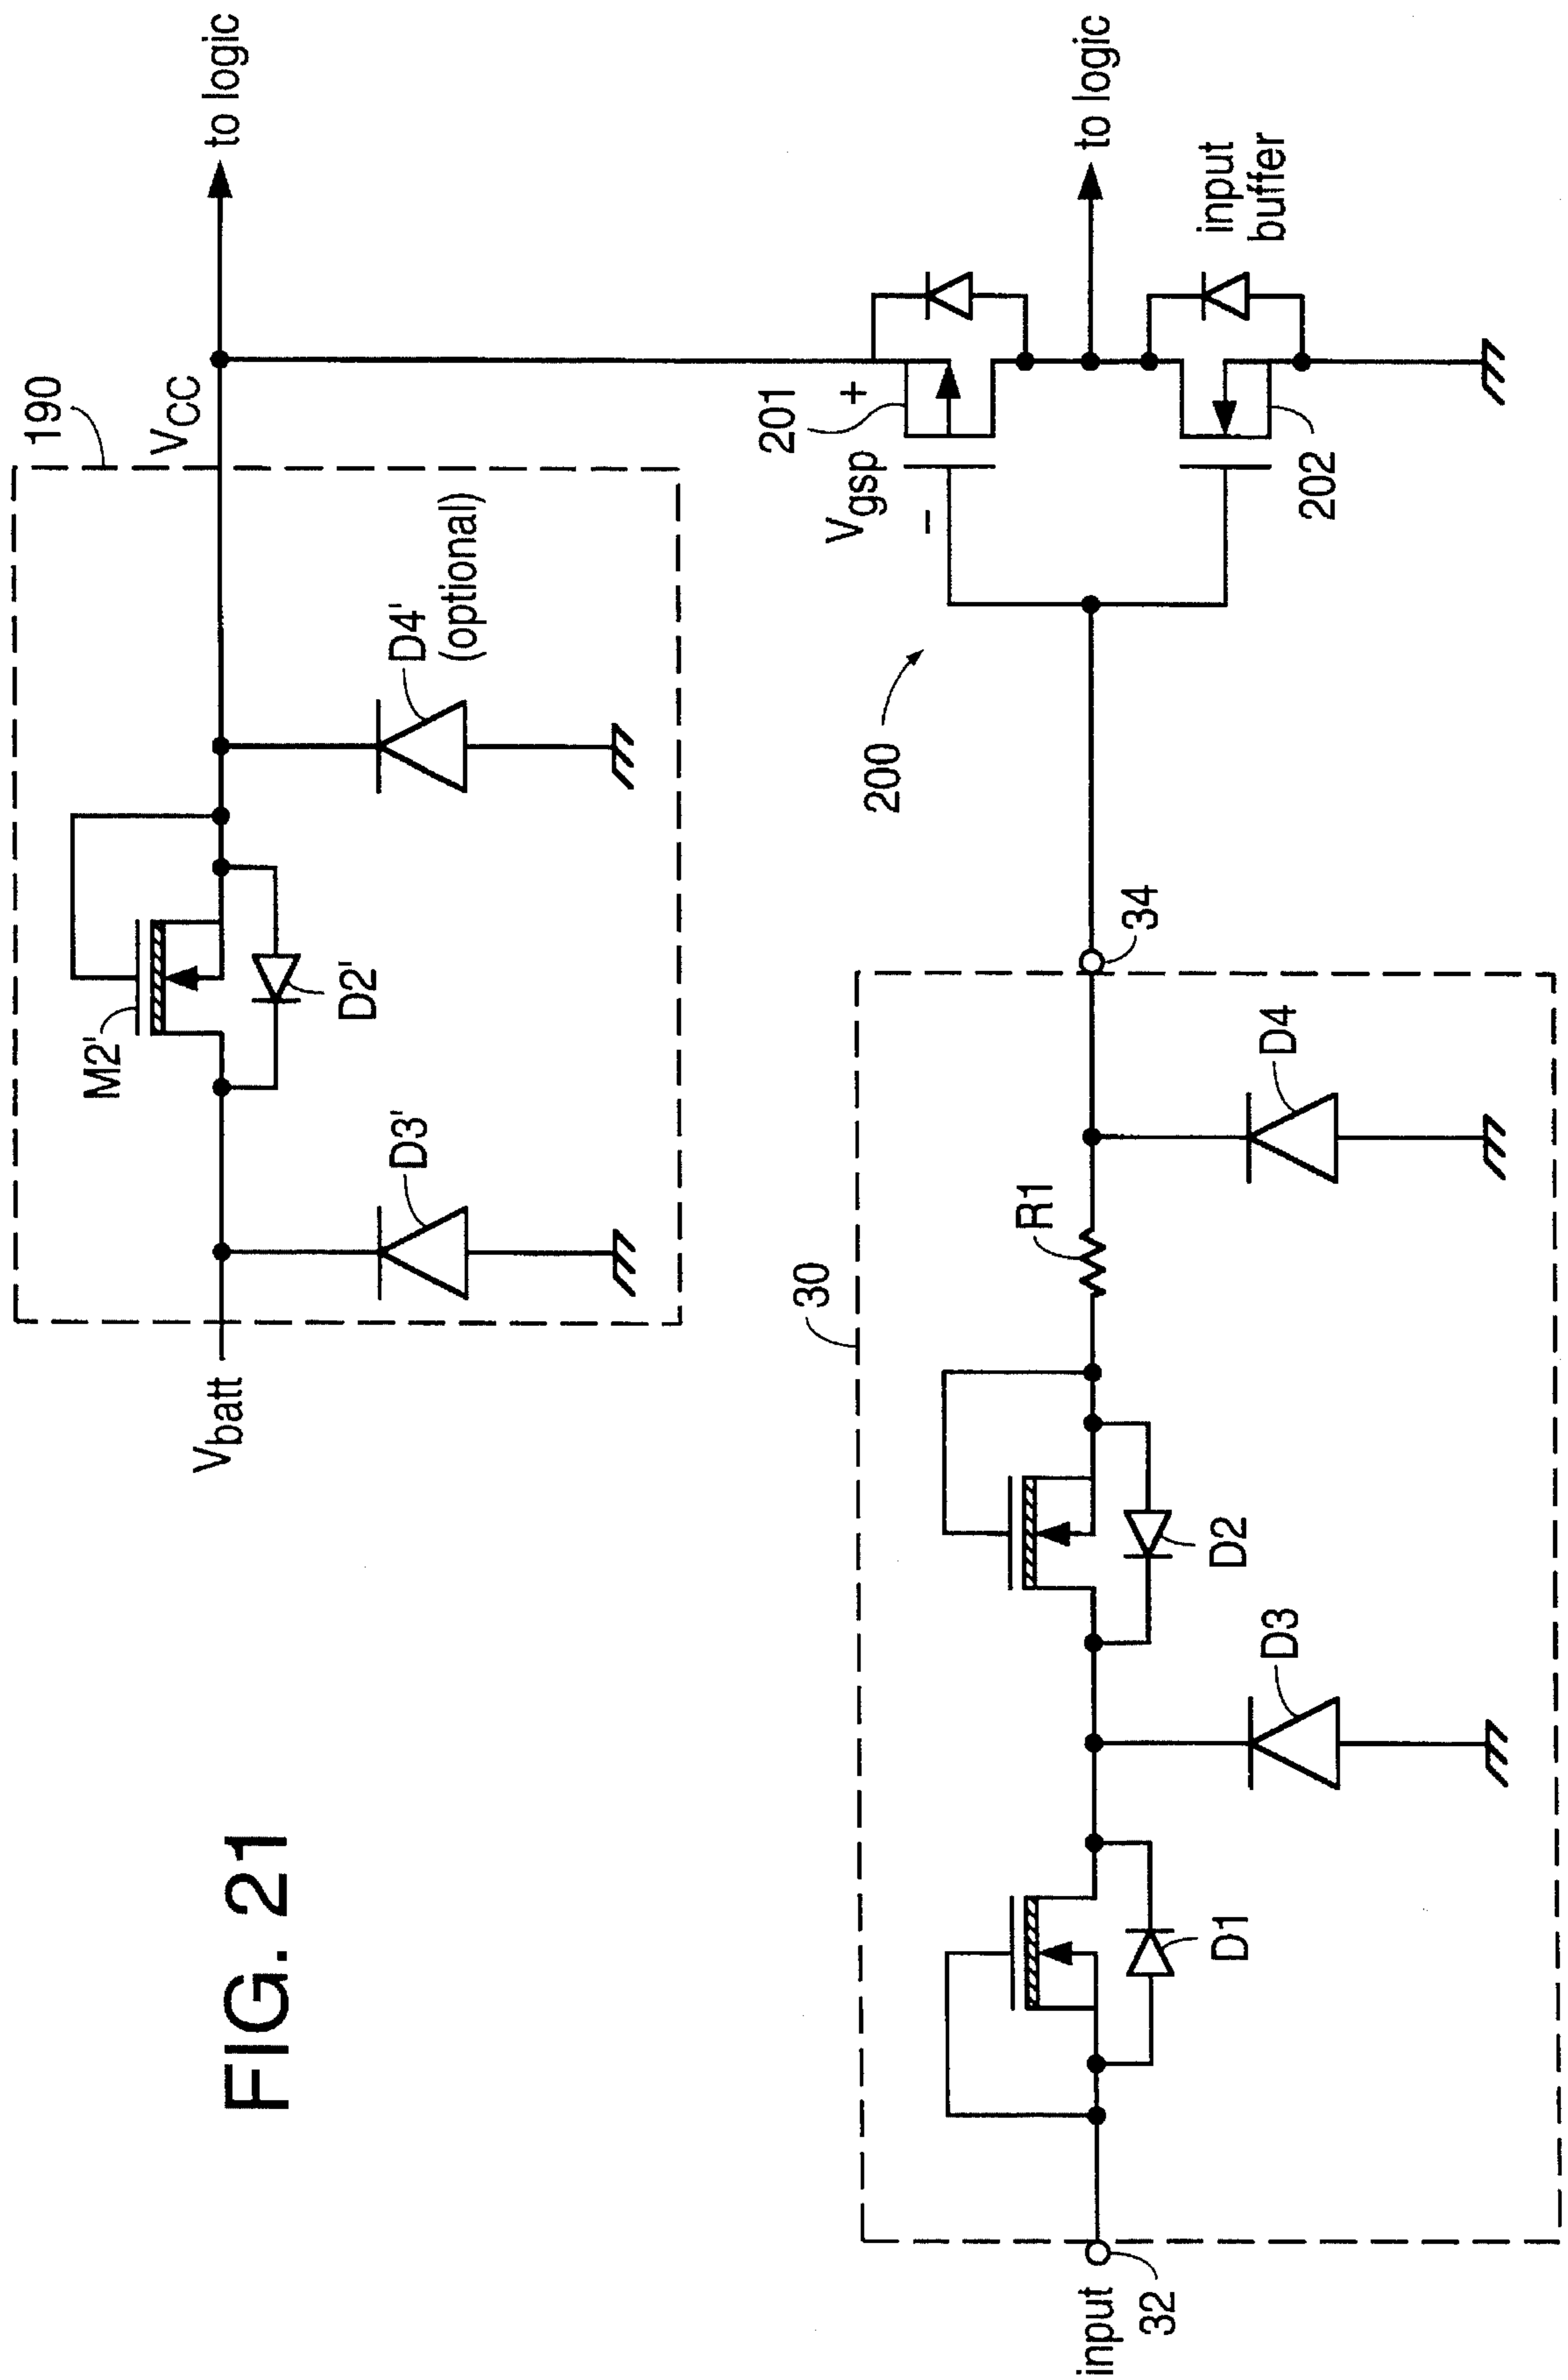 FIG. 21
190
Vbatt
VCC
to logic
M2'
D2'
D3'
D4'
(optional)
30
200
201
+
Vgsp
-
202
input
buffer
to logic
input
32
D1
D3
D2
R1
D4
34